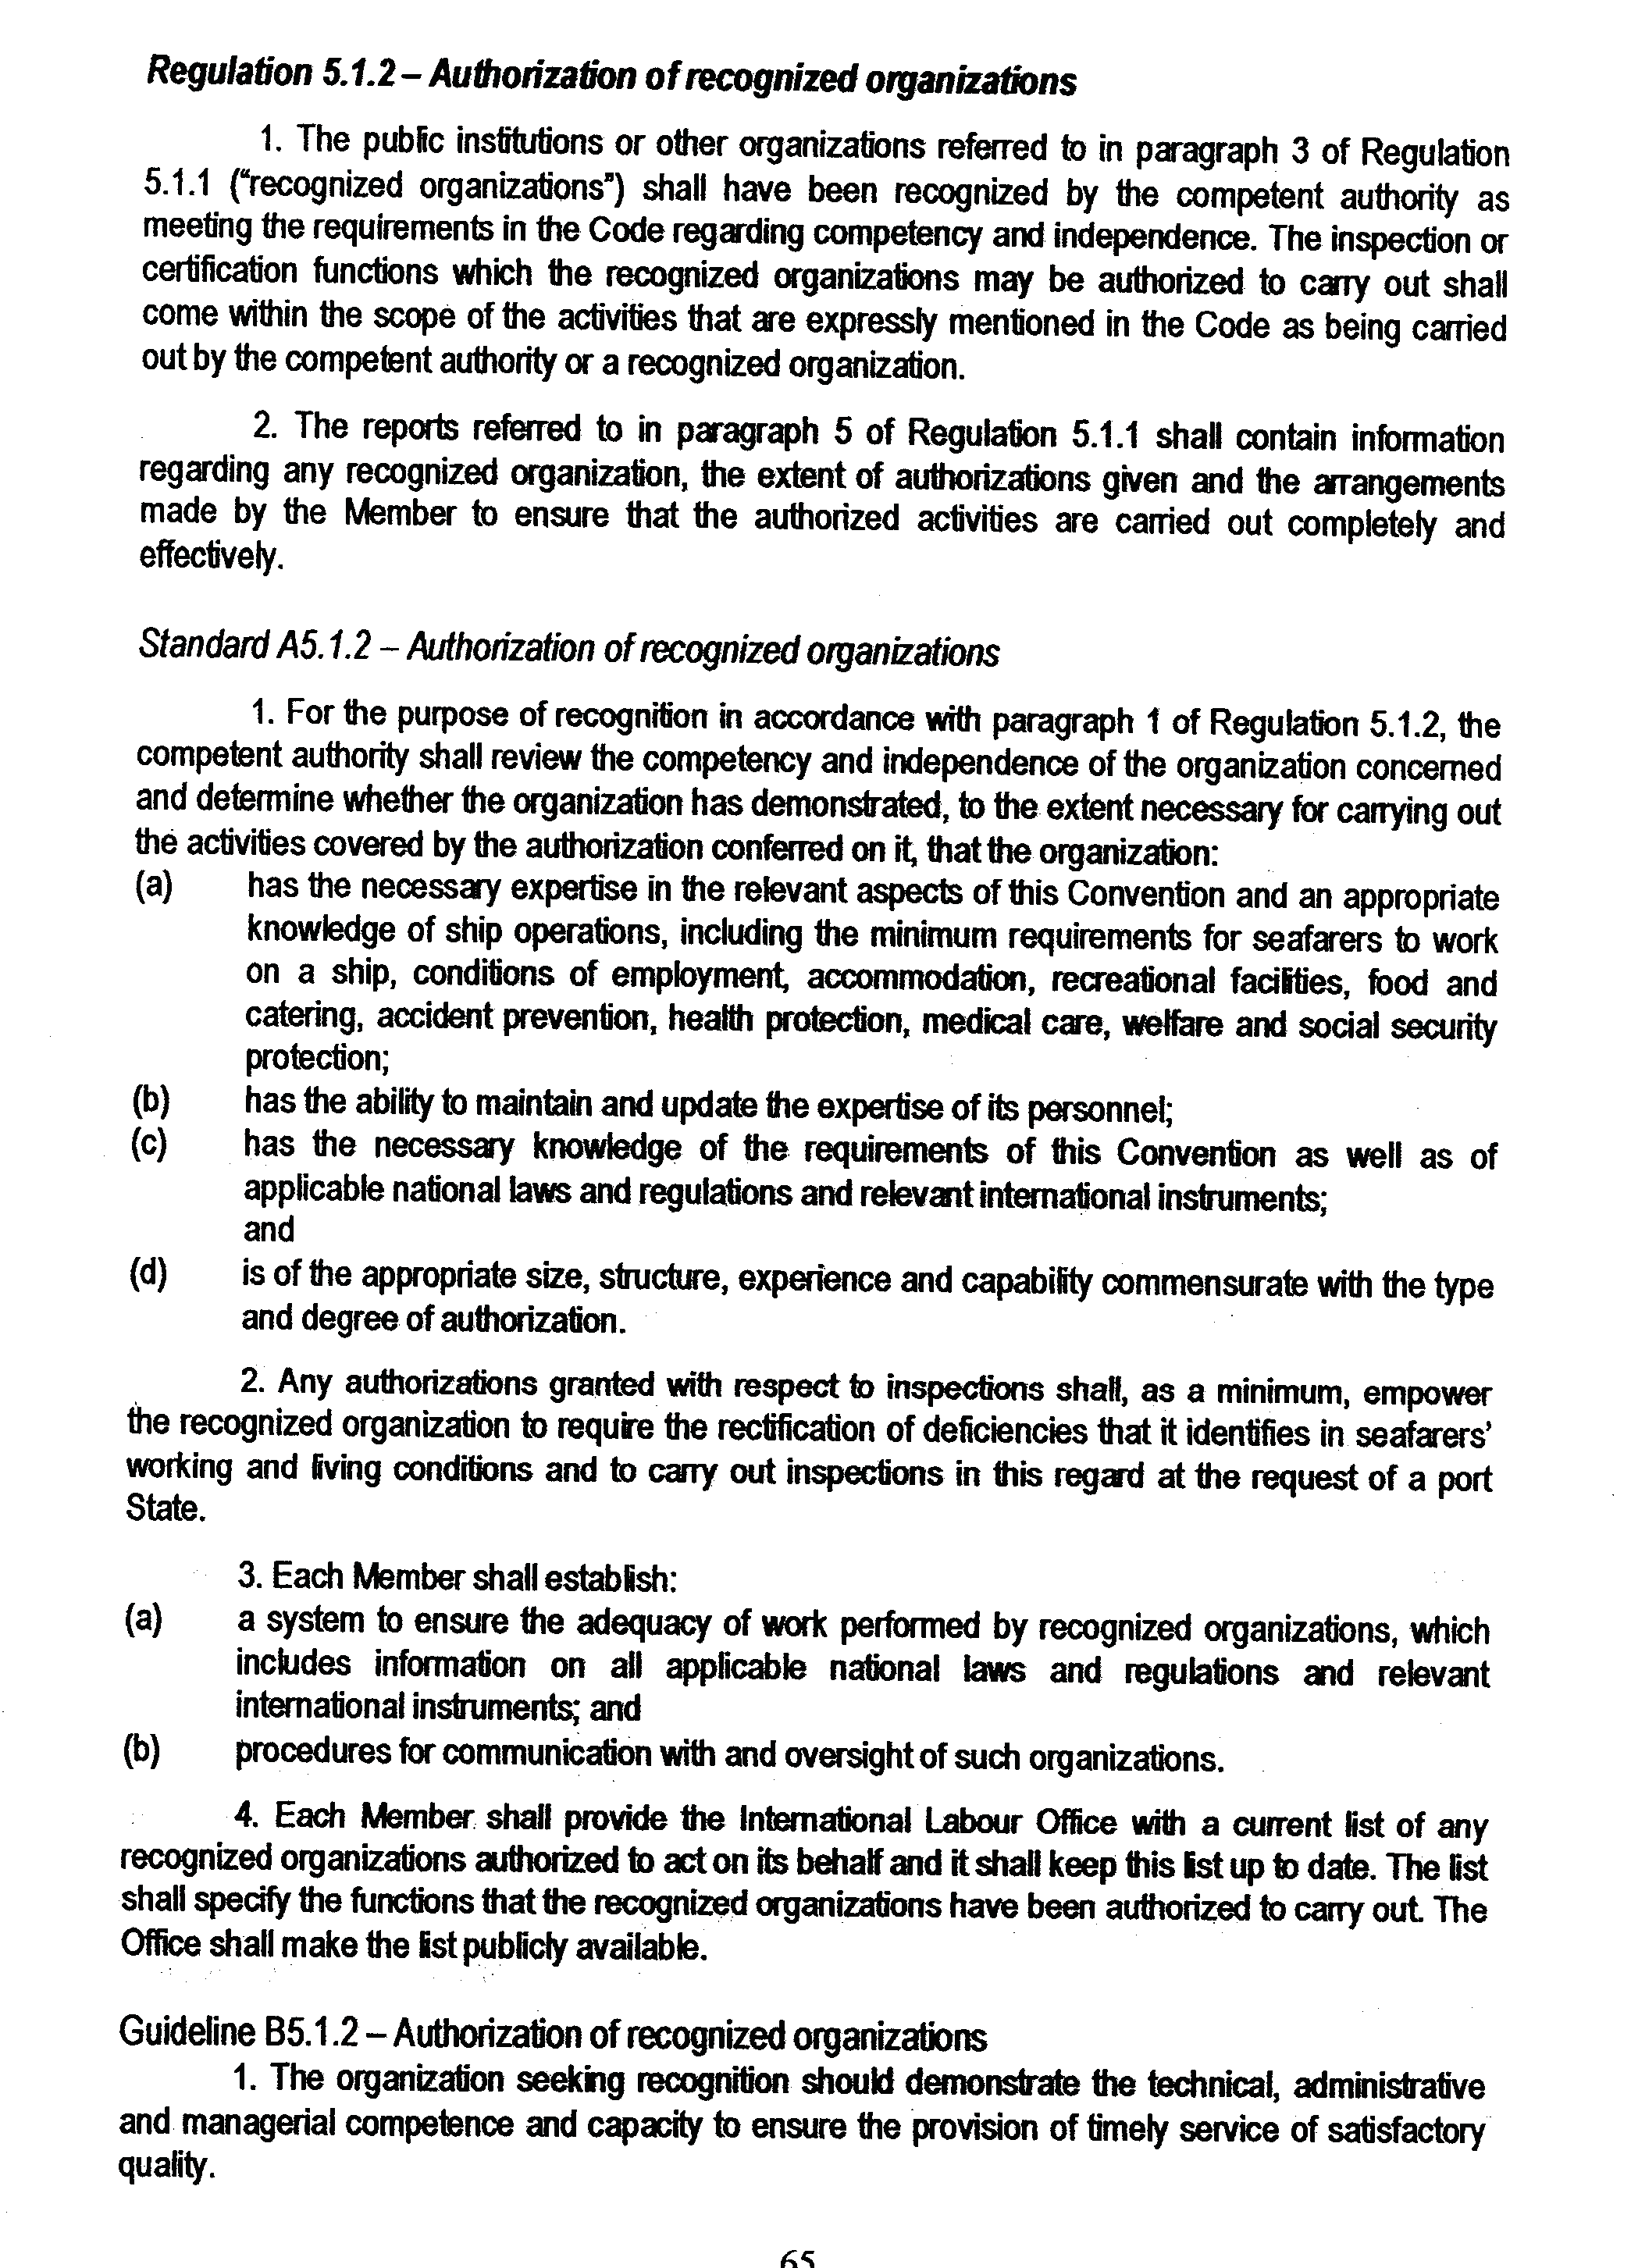 Regulation 5.1.2 – Authorization of recognized organizations
1. The public institutions or other organizations referred to in paragraph 3 of Regulation
5.1.1 (“recognized organizations”) shall have been recognized by the competent authority as
meeting the requirements in the Code regarding competency and independence. The inspection or
certification functions which the recognized organizations may be authorized to carry out shall
come within the scope of the activities that are expressly mentioned in the Code as being carried
out by the competent authority or a recognized organization.
2. The reports referred to in paragraph 5 of Regulation 5.1.1 shall contain information
regarding any recognized organization, the extent of authorizations given and the arrangements
made by the Member to ensure that the authorized activities are carried out completely and
effectively.
Standard A5.1.2 – Authorization of recognized organizations
1. For the purpose of recognition in accordance with paragraph 1 of Regulation 5.1.2, the
competent authority shall review the competency and independence of the organization concerned
and determine whether the organization has demonstrated, to the extent necessary for carrying out
the activities covered by the authorization conferred on it, that the organization:
(a) has the necessary expertise in the relevant aspects of this Convention and an appropriate
knowledge of ship operations, including the minimum requirements for seafarers to work
on a ship, conditions of employment, accommodation, recreational facilities, food and
catering, accident prevention, health protection, medical care, welfare and social security
protection;
(b) has the ability to maintain and update the expertise of its personnel;
(c) has the necessary knowledge of the requirements of this Convention as well as of
applicable national laws and regulations and relevant international instruments;
and
(d) is of the appropriate size, structure, experience and capability commensurate with the type
and degree of authorization.
2. Any authorizations granted with respect to inspections shall, as a minimum, empower
the recognized organization to require the rectification of deficiencies that it identifies in seafarers’
working and living conditions and to carry out inspections in this regard at the request of a port
State.
3. Each Member shall establish:
(a) a system to ensure the adequacy of work performed by recognized organizations, which
includes information on all applicable national laws and regulations and relevant
international instruments; and
(b) procedures for communication with and oversight of such organizations.
4. Each Member shall provide the International Labour Office with a current list of any
recognized organizations authorized to act on its behalf and it shall keep this list up to date. The list
shall specify the functions that the recognized organizations have been authorized to carry out. The
Office shall make the list publicly available.
Guideline B5.1.2 – Authorization of recognized organizations
1. The organization seeking recognition should demonstrate the technical, administrative
and managerial competence and capacity to ensure the provision of timely service of satisfactory
quality.
65